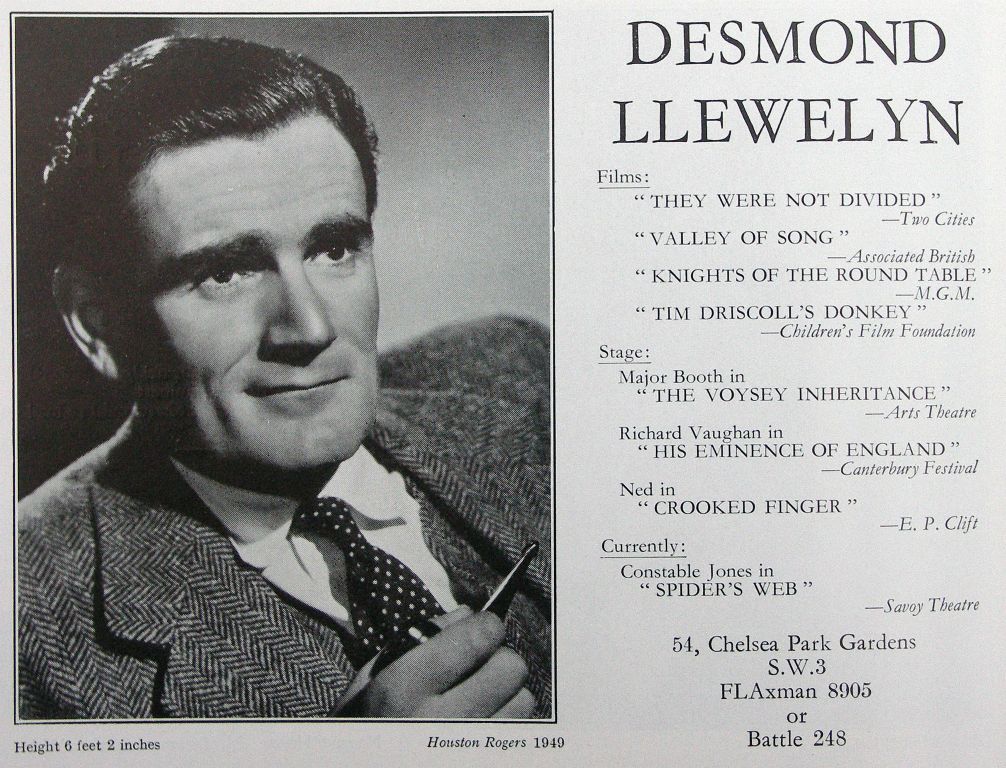 DESMOND
LLEWELYN
Films:
“ THEY WERE NOT DIVIDED ”
—Two Cities
“ VALLEY OF SONG ”
—Associated British
“ KNIGHTS OF THE ROUND TABLE ”
—M.G.M.
“ TIM DRISCOLL’S DONKEY ”
—Children’s Film Foundation
Stage:
Major Booth in
“ THE VOYSEY INHERITANCE ”
—Arts Theatre
Richard Vaughan in
“ HIS EMINENCE OF ENGLAND ”
—Canterbury Festival
Ned in
“ CROOKED FINGER ”
—E. P. Clift
Currently:
Constable Jones in
“ SPIDER’S WEB ”
—Savoy Theatre
54, Chelsea Park Gardens
S.W.3
FLAxman 8905
or
Battle 248
Height 6 feet 2 inches
Houston Rogers 1949